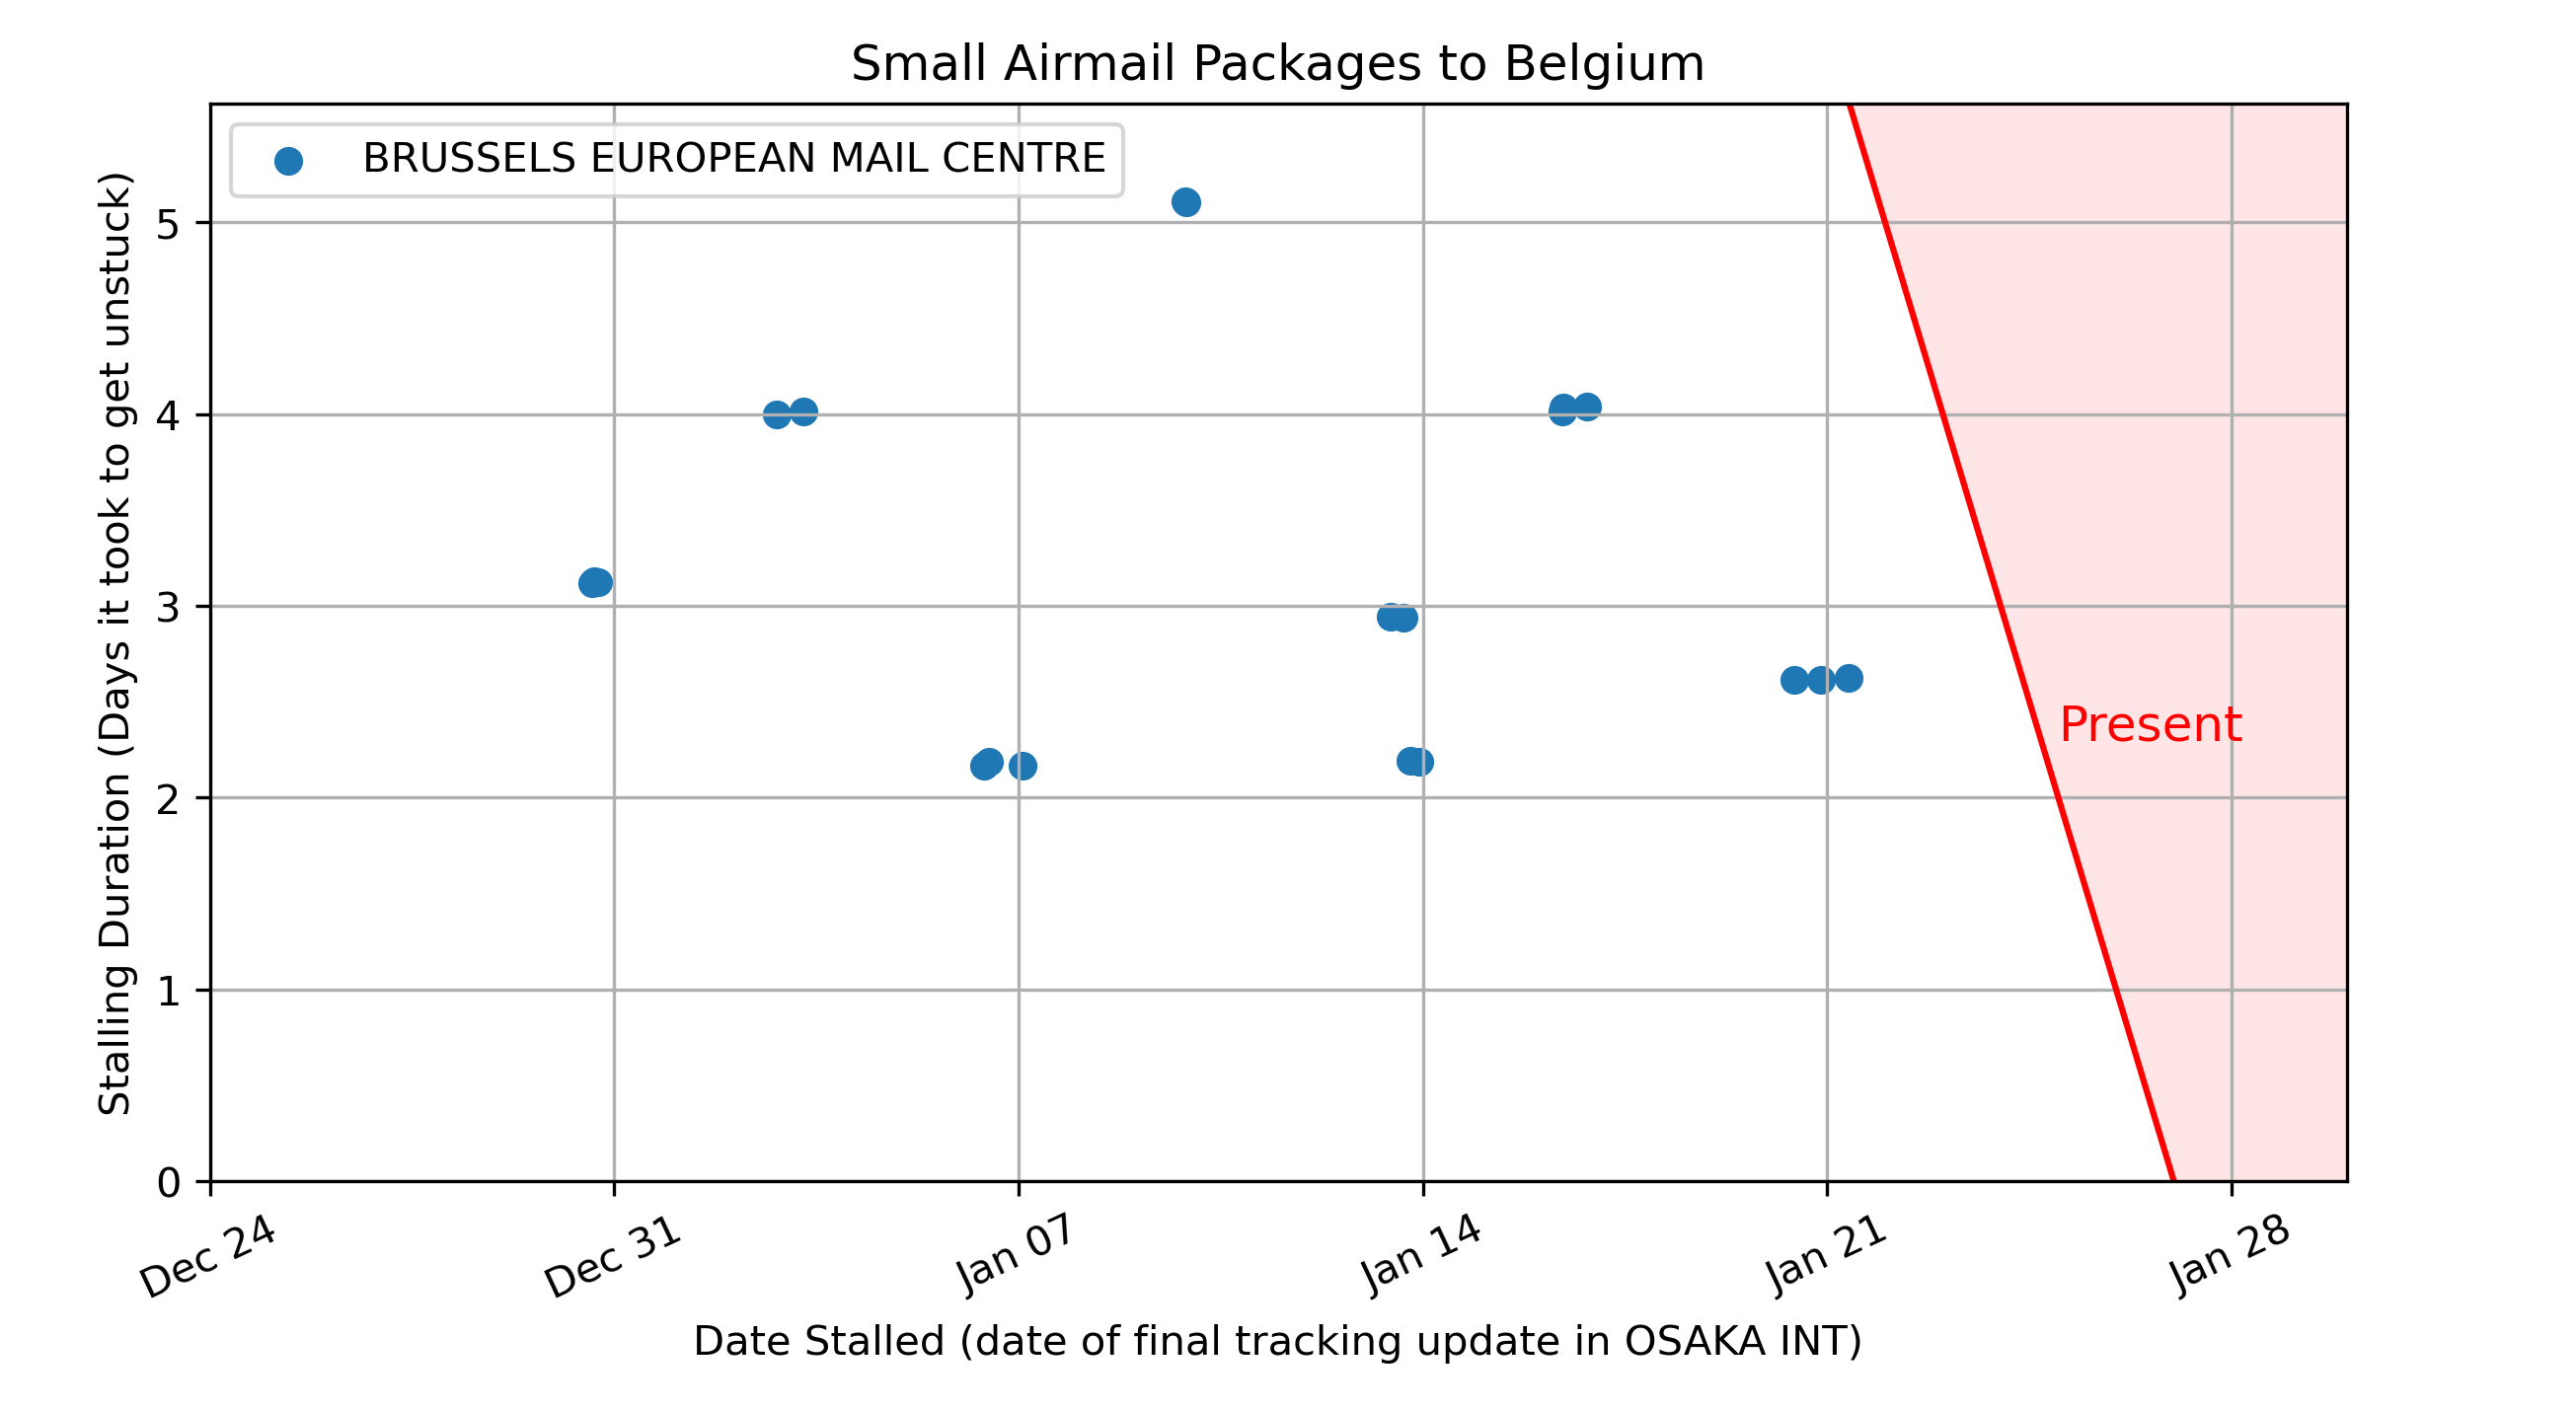 Small Airmail Packages to Belgium
BRUSSELS EUROPEAN MAIL CENTRE
Stalling Duration (Days it took to get unstuck)
5
4
3
2
1
0
Present
Dec 24
Dec 31
Jan 07
Jan 14
Jan 21
Jan 28
Date Stalled (date of final tracking update in OSAKA INT)